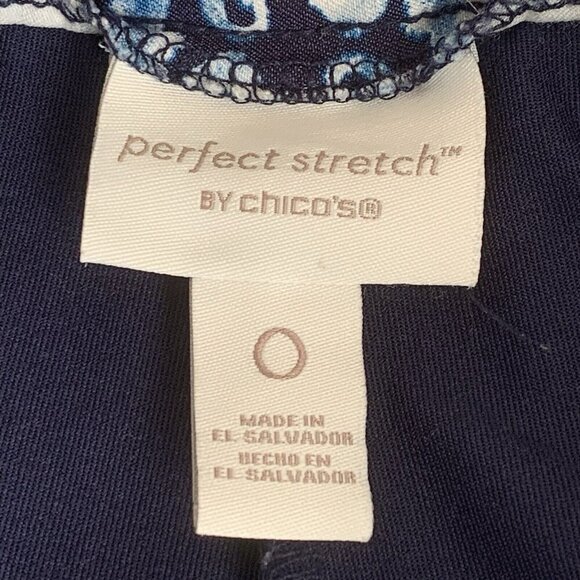 perfect stretch™
BY chico's®
0
MADE IN
EL SALVADOR
HECHO EN
EL SALVADOR